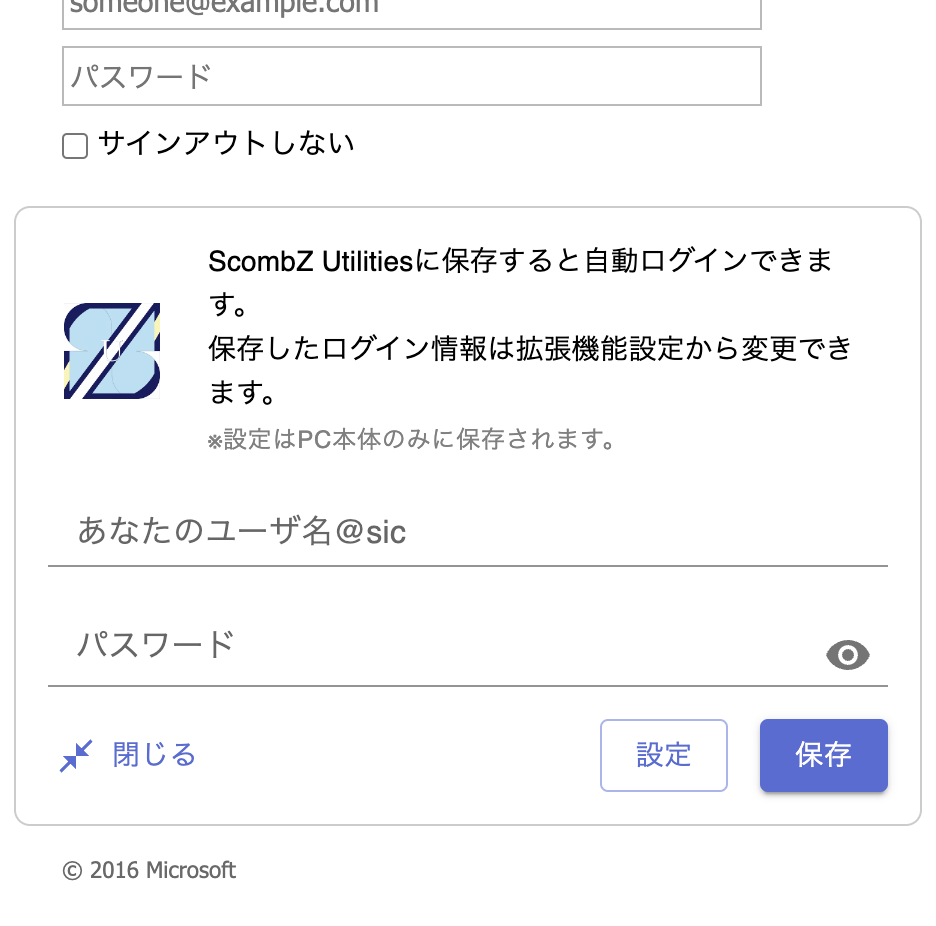 someone@example.com
パスワード
サインアウトしない
ScombZ Utilitiesに保存すると自動ログインできま
す。
保存したログイン情報は拡張機能設定から変更でき
ます。
※設定はPC本体のみに保存されます。
あなたのユーザ名@sic
パスワード
閉じる
設定
保存
© 2016 Microsoft